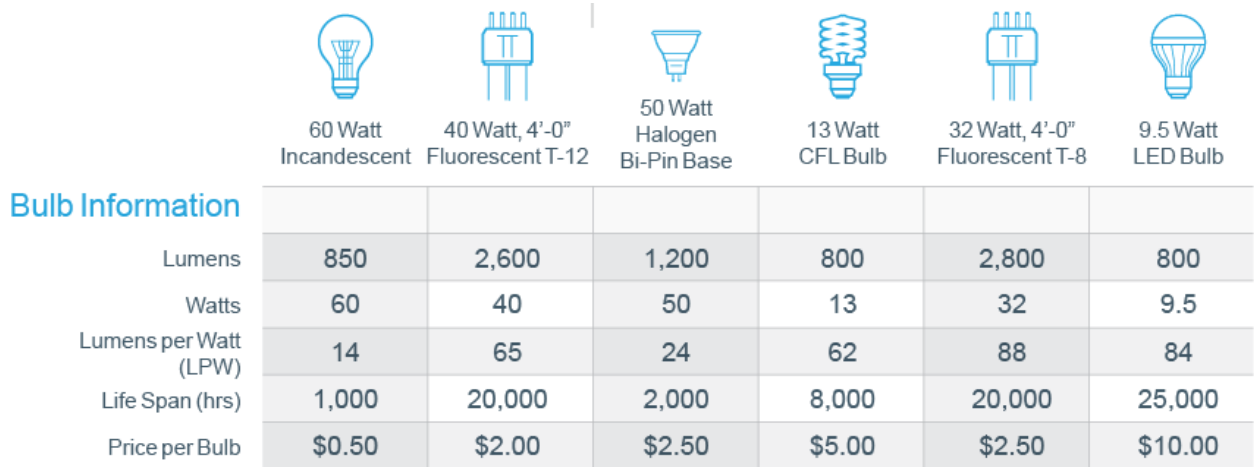 60 Watt
Incandescent
40 Watt, 4’-0”
Fluorescent T-12
50 Watt
Halogen
Bi-Pin Base
13 Watt
CFL Bulb
32 Watt, 4’-0”
Fluorescent T-8
9.5 Watt
LED Bulb
Bulb Information
Lumens 850 2,600 1,200 800 2,800 800
Watts 60 40 50 13 32 9.5
Lumens per Watt
(LPW) 14 65 24 62 88 84
Life Span (hrs) 1,000 20,000 2,000 8,000 20,000 25,000
Price per Bulb $0.50 $2.00 $2.50 $5.00 $2.50 $10.00